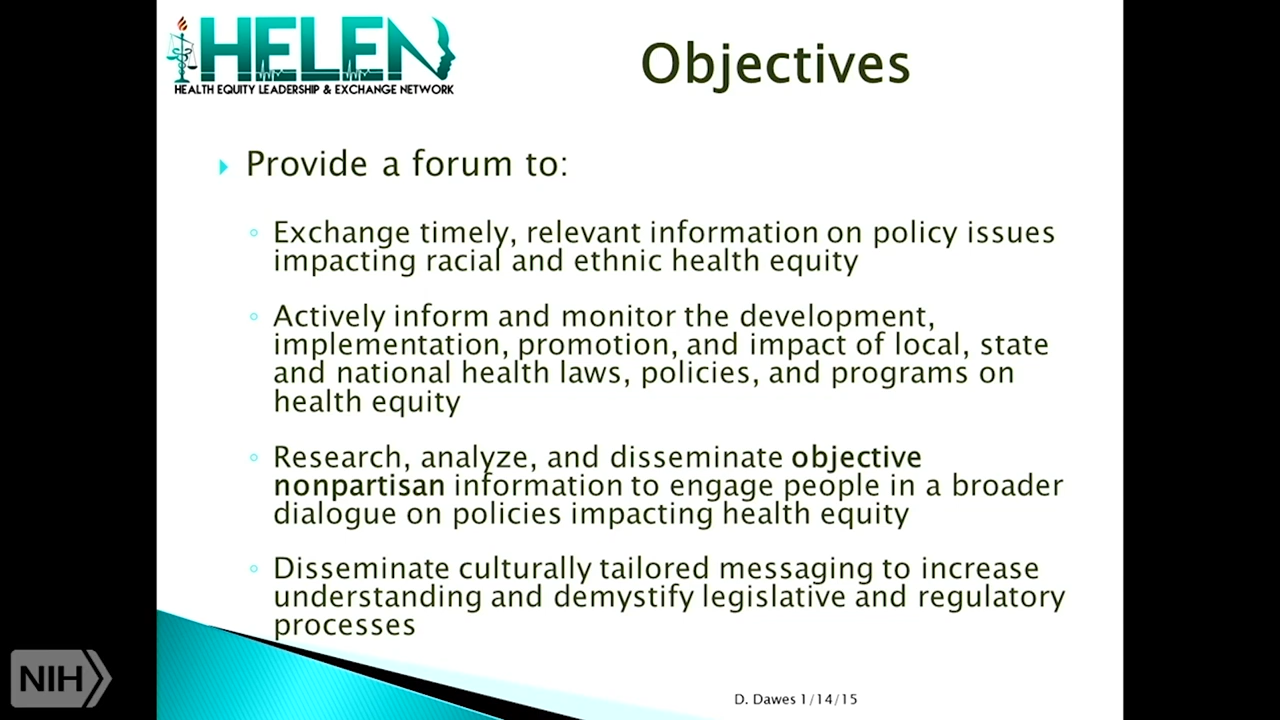 HELEN
HEALTH EQUITY LEADERSHIP & EXCHANGE NETWORK
Objectives
Provide a forum to:
Exchange timely, relevant information on policy issues
impacting racial and ethnic health equity
Actively inform and monitor the development,
implementation, promotion, and impact of local, state
and national health laws, policies, and programs on
health equity
Research, analyze, and disseminate objective
nonpartisan information to engage people in a broader
dialogue on policies impacting health equity
Disseminate culturally tailored messaging to increase
understanding and demystify legislative and regulatory
processes
NIH
D. Dawes 1/14/15